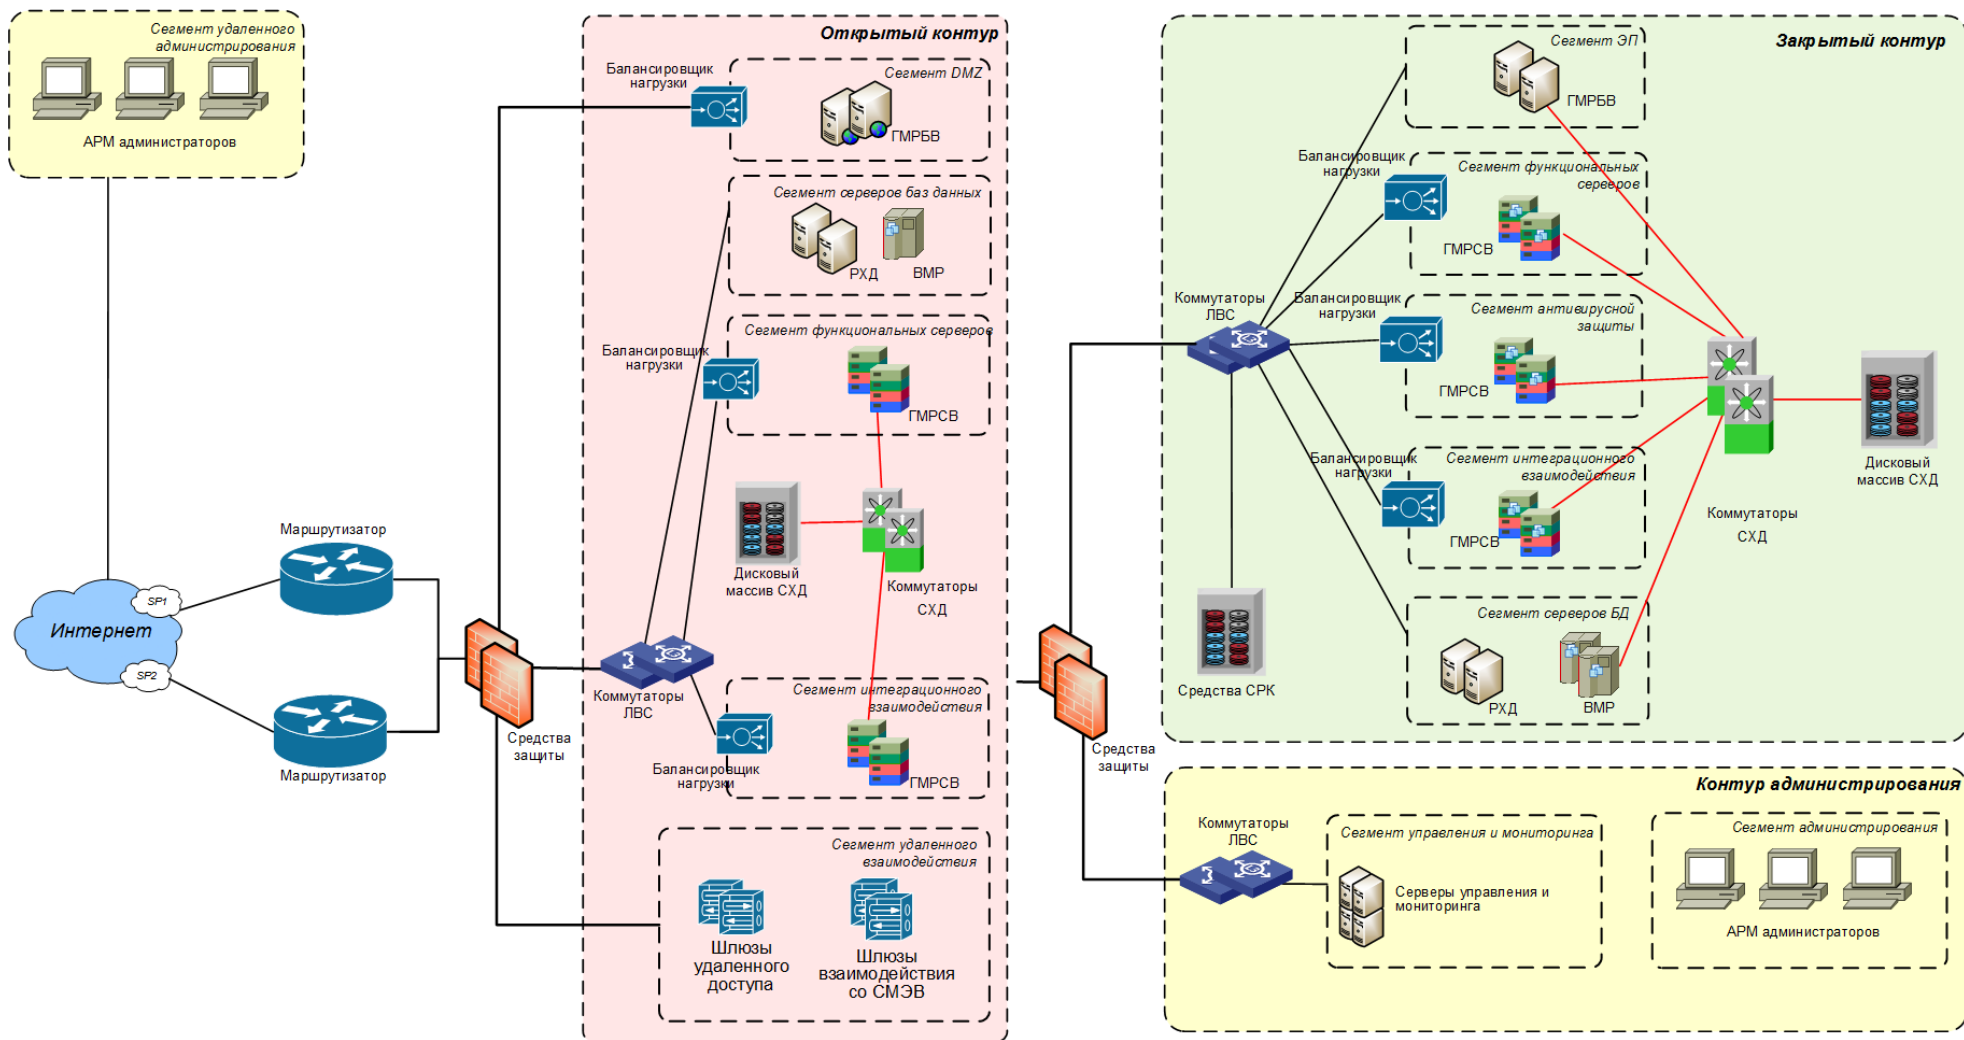 Сегмент удаленного
администрирования
АРМ администраторов
Интернет
SP1
SP2
Маршрутизатор
Маршрутизатор
Средства
защиты
Открытый контур
Балансировщик
нагрузки
Сегмент DMZ
ГМРБВ
Сегмент серверов баз данных
РХД
ВМР
Сегмент функциональных серверов
Балансировщик
нагрузки
ГМРСВ
Дисковый
массив СХД
Коммутаторы
СХД
Коммутаторы
ЛВС
Сегмент интеграционного
взаимодействия
Балансировщик
нагрузки
ГМРСВ
Сегмент удаленного
взаимодействия
Шлюзы
удаленного
доступа
Шлюзы
взаимодействия
со СМЭВ
Средства
защиты
Закрытый контур
Сегмент ЭП
ГМРБВ
Балансировщик
нагрузки
Сегмент функциональных
серверов
ГМРСВ
Коммутаторы
ЛВС
Балансировщик
нагрузки
Сегмент антивирусной
защиты
ГМРСВ
Балансировщик
нагрузки
Сегмент интеграционного
взаимодействия
ГМРСВ
Дисковый
массив СХД
Коммутаторы
СХД
Средства СРК
Сегмент серверов БД
РХД
ВМР
Контур администрирования
Коммутаторы
ЛВС
Сегмент управления и мониторинга
Серверы управления и
мониторинга
Сегмент администрирования
АРМ администраторов